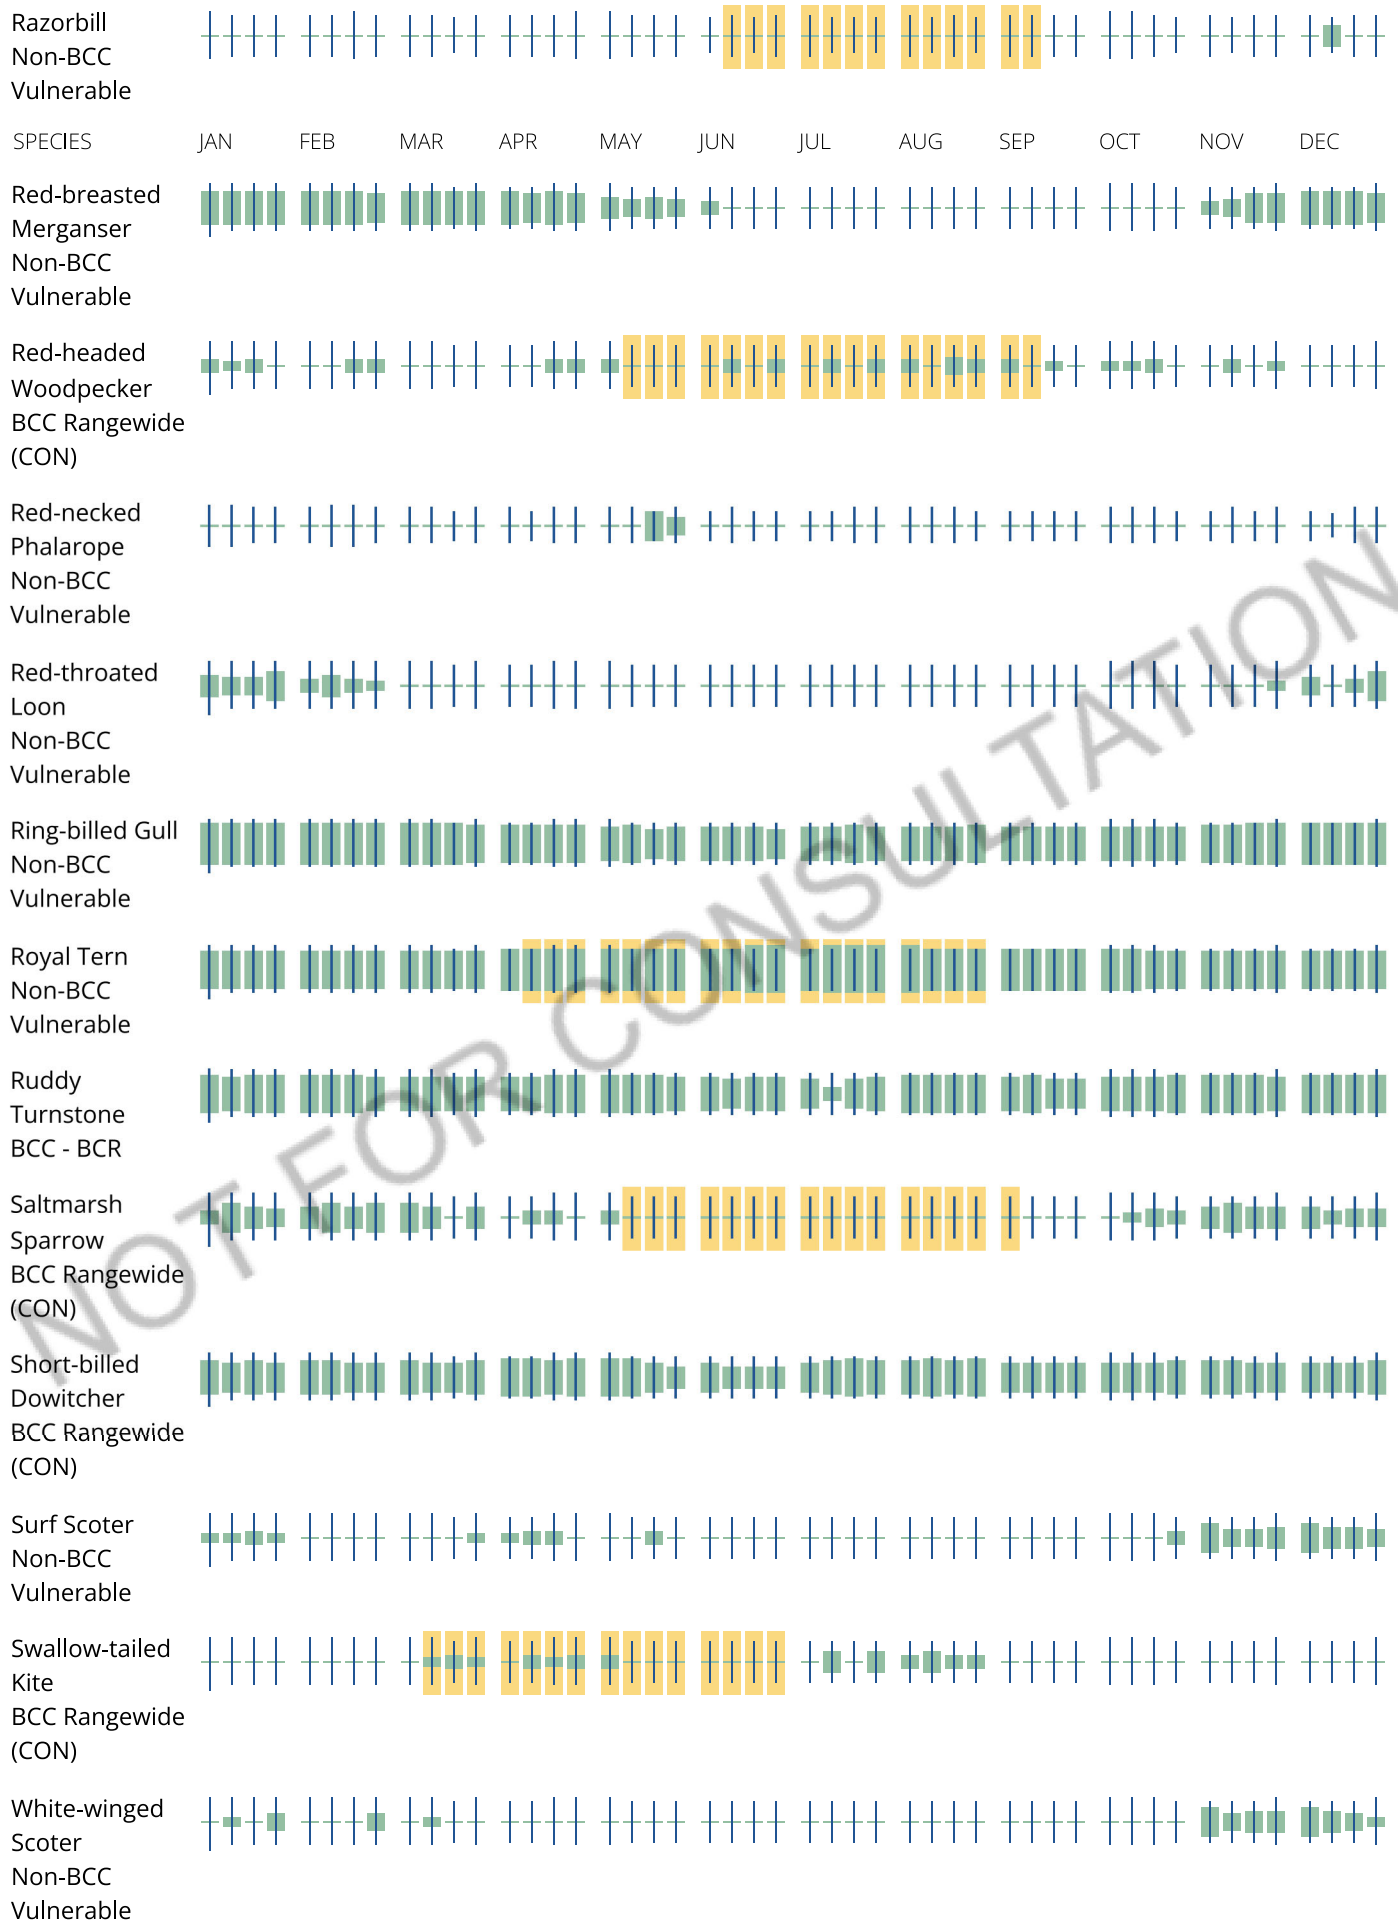 Razorbill
Non-BCC
Vulnerable
SPECIES JAN FEB MAR APR MAY JUN JUL AUG SEP OCT NOV DEC
Red-breasted
Merganser
Non-BCC
Vulnerable
Red-headed
Woodpecker
BCC Rangewide
(CON)
Red-necked
Phalarope
Non-BCC
Vulnerable
Red-throated
Loon
Non-BCC
Vulnerable
Ring-billed Gull
Non-BCC
Vulnerable
Royal Tern
Non-BCC
Vulnerable
Ruddy
Turnstone
BCC - BCR
Saltmarsh
Sparrow
BCC Rangewide
(CON)
Short-billed
Dowitcher
BCC Rangewide
(CON)
Surf Scoter
Non-BCC
Vulnerable
Swallow-tailed
Kite
BCC Rangewide
(CON)
White-winged
Scoter
Non-BCC
Vulnerable
NOT FOR CONSULTATION